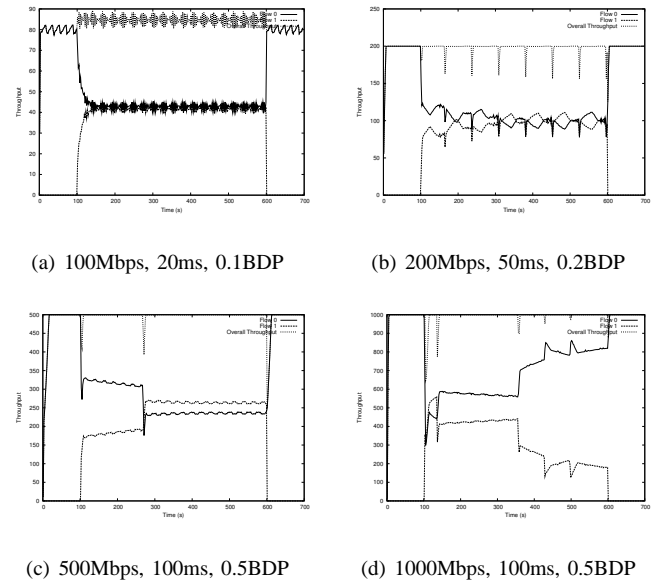 90
80
70
60
50
40
30
20
10
0
0 100 200 300 400 500 600 700
Throughput
Time (s)
Flow 0
Flow 1
Overall Throughput
(a) 100Mbps, 20ms, 0.1BDP
250
200
150
100
50
0
0 100 200 300 400 500 600 700
Throughput
Time (s)
Flow 0
Flow 1
Overall Throughput
(b) 200Mbps, 50ms, 0.2BDP
500
450
400
350
300
250
200
150
100
50
0
0 100 200 300 400 500 600 700
Throughput
Time (s)
Flow 0
Flow 1
Overall Throughput
(c) 500Mbps, 100ms, 0.5BDP
1000
900
800
700
600
500
400
300
200
100
0
0 100 200 300 400 500 600 700
Throughput
Time (s)
Flow 0
Flow 1
Overall Throughput
(d) 1000Mbps, 100ms, 0.5BDP